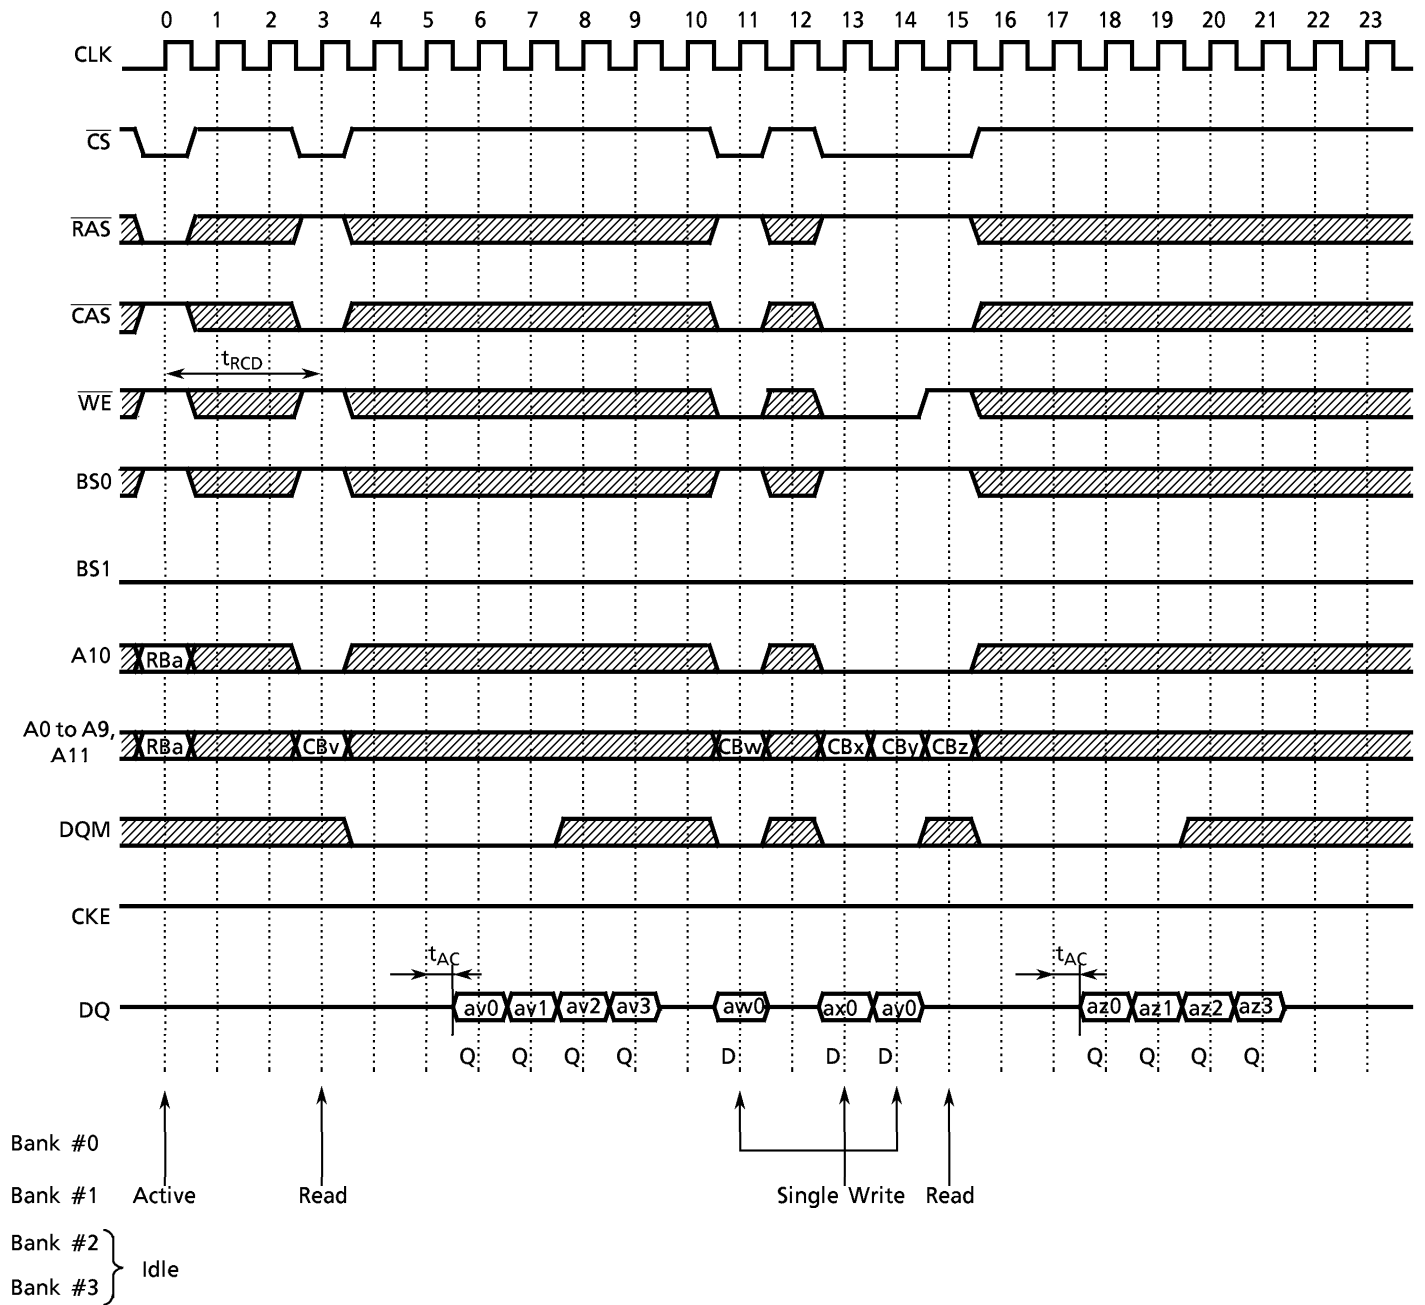 0 1 2 3 4 5 6 7 8 9 10 11 12 13 14 15 16 17 18 19 20 21 22 23
CLK
CS
RAS
CAS
tRCD
WE
BS0
BS1
A10 RBa
A0 to A9,
A11
RBa CBv CBw CBx CBy CBz
DQM
CKE
tAC tAC
DQ av0 av1 av2 av3 aw0 ax0 ay0 az0 az1 az2 az3
Q Q Q Q D D D Q Q Q Q
Bank #0
Bank #1 Active Read Single Write Read
Bank #2
Idle
Bank #3